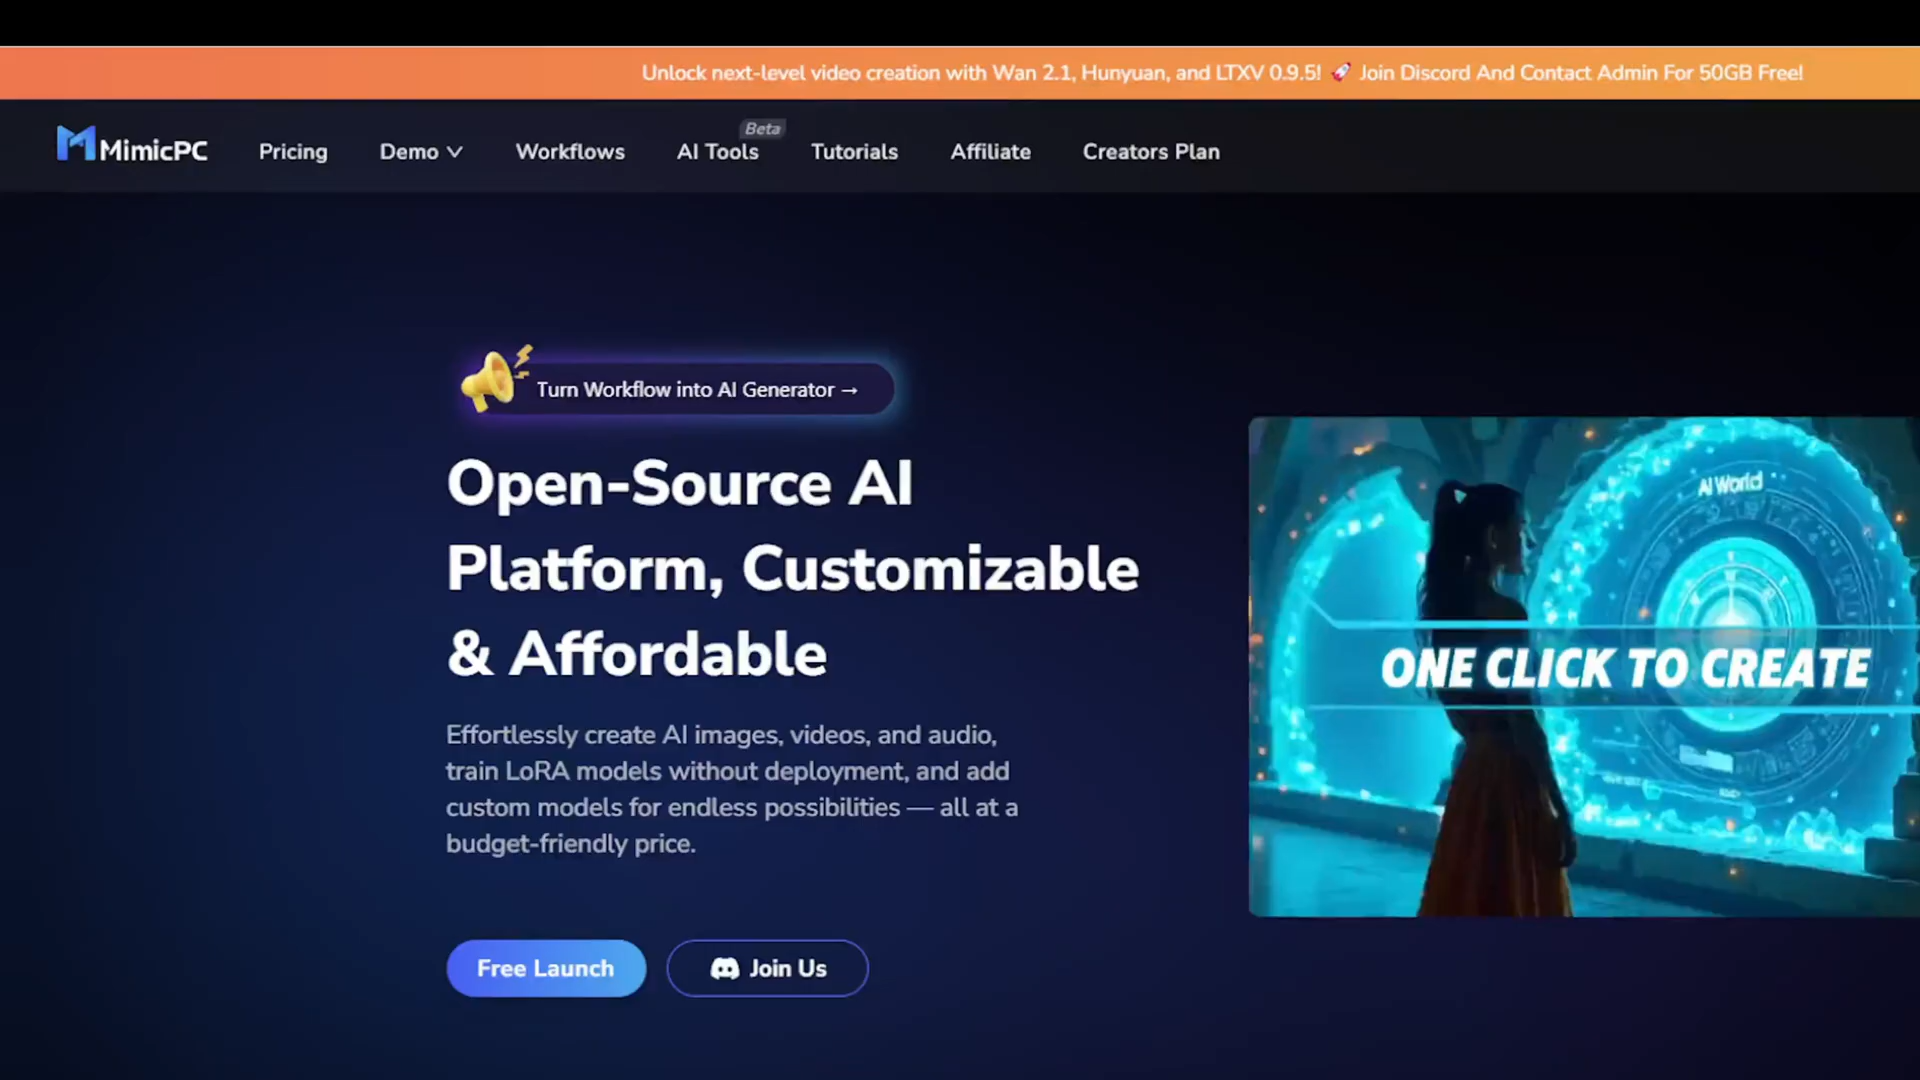 Unlock next-level video creation with Wan 2.1, Hunyuan, and LTXV 0.9.5! 🚀 Join Discord And Contact Admin For 50GB Free!
MimicPC
Pricing
Demo
Workflows
AI Tools
Beta
Tutorials
Affiliate
Creators Plan
Turn Workflow into AI Generator →
Open-Source AI
Platform, Customizable
& Affordable
Effortlessly create AI images, videos, and audio,
train LoRA models without deployment, and add
custom models for endless possibilities — all at a
budget-friendly price.
Free Launch
Join Us
AI World
ONE CLICK TO CREATE